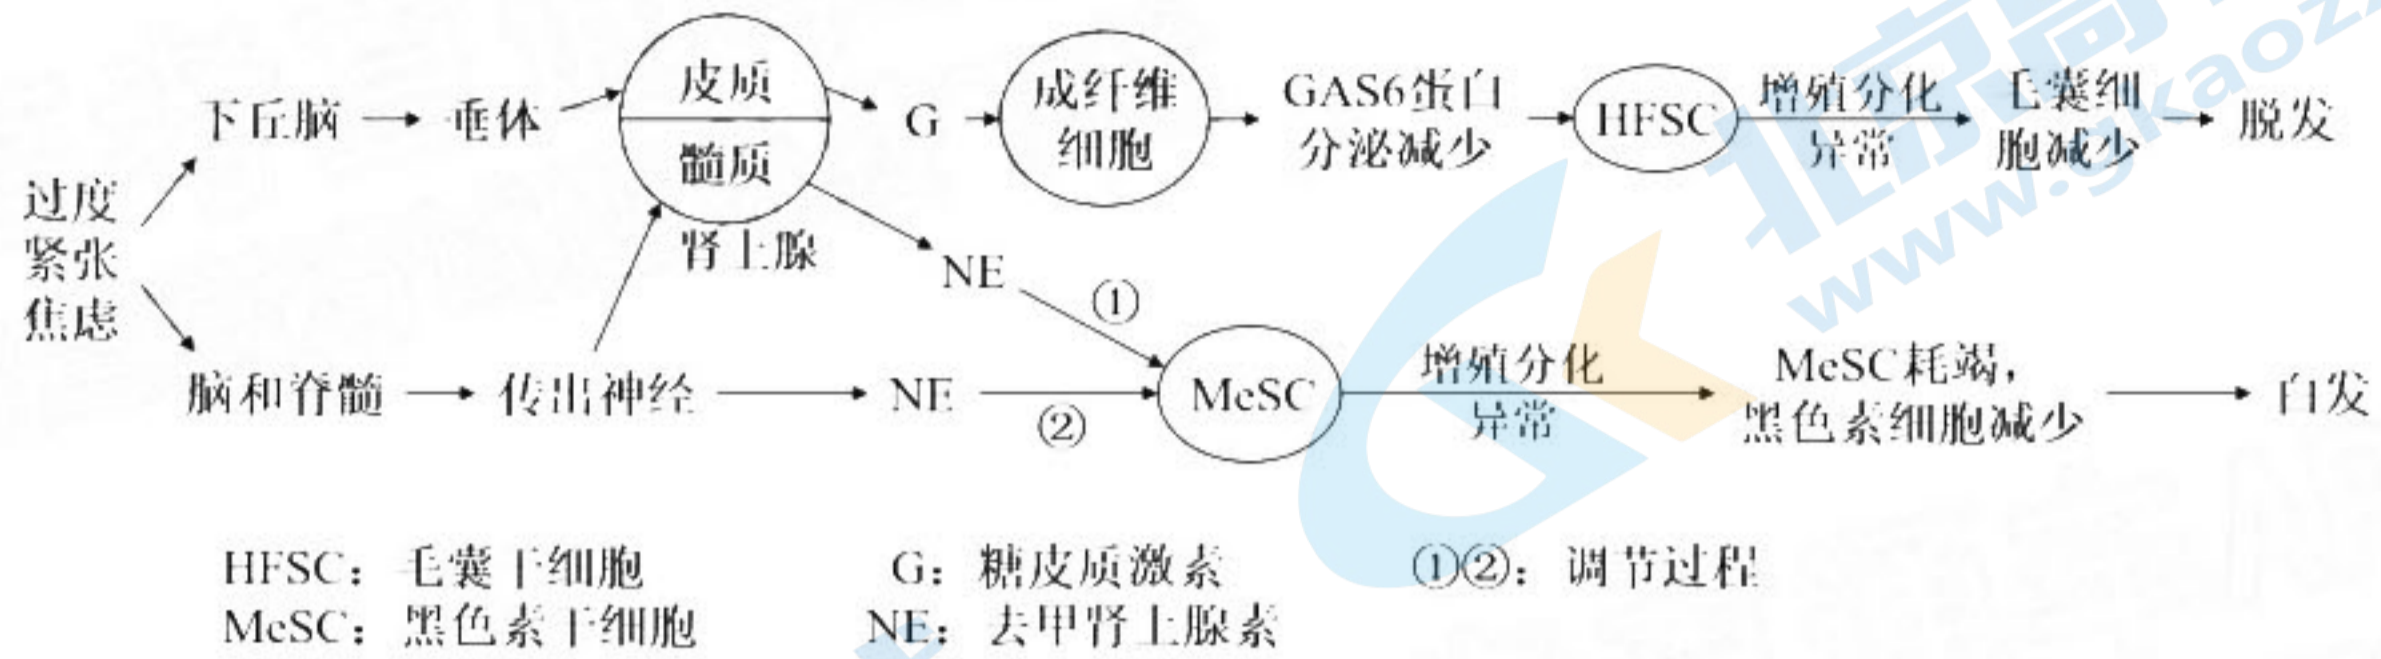 过度
紧张
焦虑
下丘脑
垂体
皮质
髓质
肾上腺
G
成纤维
细胞
GAS6蛋白
分泌减少
HFSC
增殖分化
异常
毛囊细
胞减少
脱发
NE
①
脑和脊髓
传出神经
NE
②
MeSC
增殖分化
异常
MeSC耗竭,
黑色素细胞减少
白发
HFSC：毛囊干细胞
G：糖皮质激素
①②：调节过程
MeSC：黑色素干细胞
NE：去甲肾上腺素
北京高
www.gkaozx